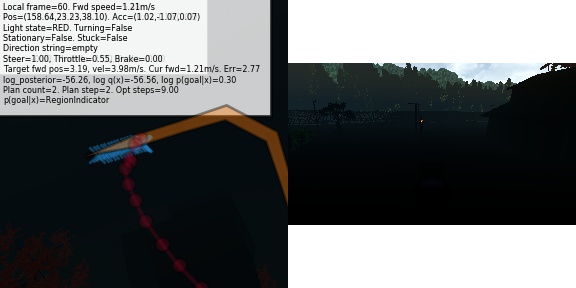 Local frame=60. Fwd speed=1.21m/s
Pos=(158.64,23.23,38.10). Acc=(1.02,-1.07,0.07)
Light state=RED. Turning=False
Stationary=False. Stuck=False
Direction string=empty
Steer=1.00, Throttle=0.55, Brake=0.00
Target fwd pos=3.19, vel=3.98m/s. Cur fwd=1.21m/s. Err=2.77
log_posterior=-56.26, log q(x)=-56.56, log p(goal|x)=0.30
Plan count=2. Plan step=2. Opt steps=9.00
p(goal|x)=RegionIndicator